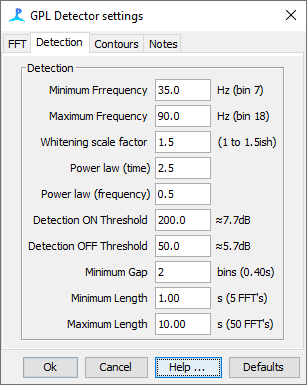 GPL Detector settings
FFT Detection Contours Notes
Detection
Minimum Frrequency 35.0 Hz (bin 7)
Maximum Frequency 90.0 Hz (bin 18)
Whitening scale factor 1.5 (1 to 1.5ish)
Power law (time) 2.5
Power law (frequency) 0.5
Detection ON Threshold 200.0 ≈7.7dB
Detection OFF Threshold 50.0 ≈5.7dB
Minimum Gap 2 bins (0.40s)
Minimum Length 1.00 s (5 FFT's)
Maximum Length 10.00 s (50 FFT's)
Ok Cancel Help ... Defaults